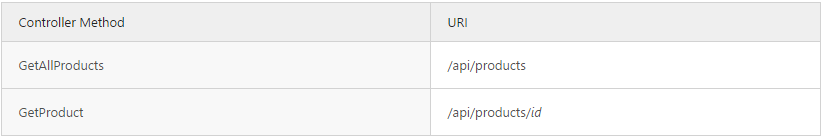 Controller Method URI
GetAllProducts /api/products
GetProduct /api/products/id